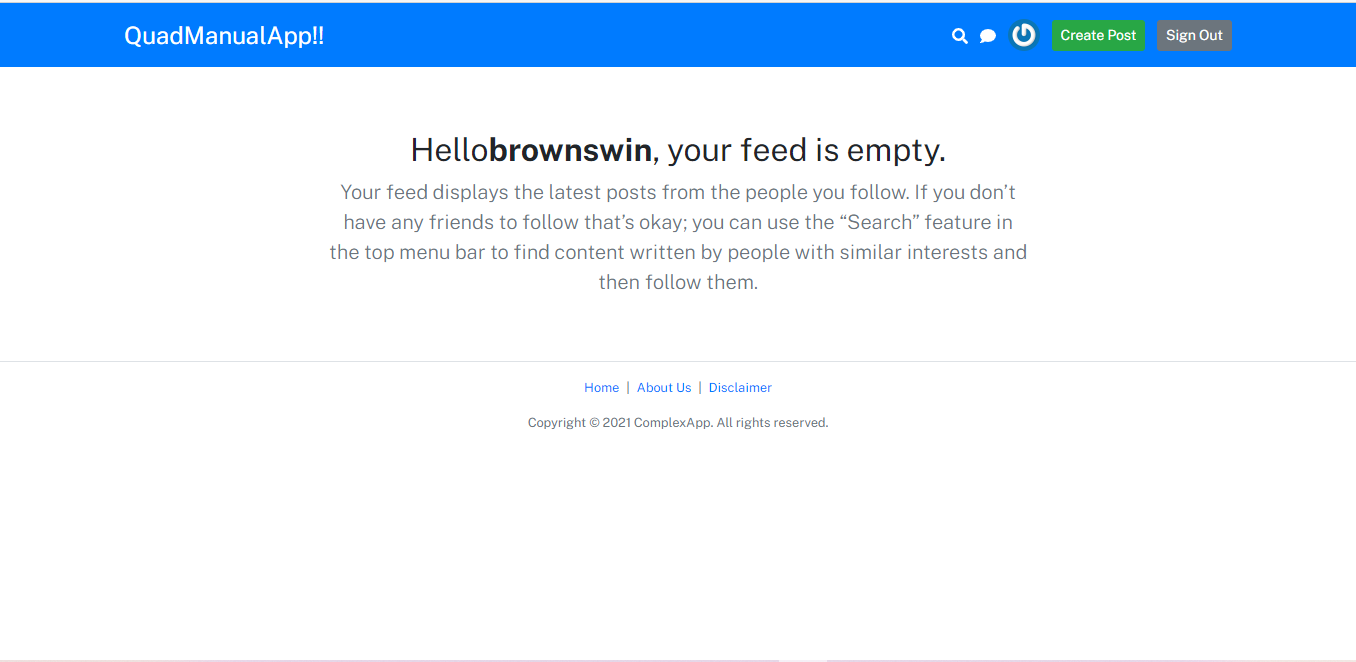 QuadManualApp!!
Create Post
Sign Out
Hellobrownswin, your feed is empty.
Your feed displays the latest posts from the people you follow. If you don’t
have any friends to follow that’s okay; you can use the “Search” feature in
the top menu bar to find content written by people with similar interests and
then follow them.
Home | About Us | Disclaimer
Copyright © 2021 ComplexApp. All rights reserved.